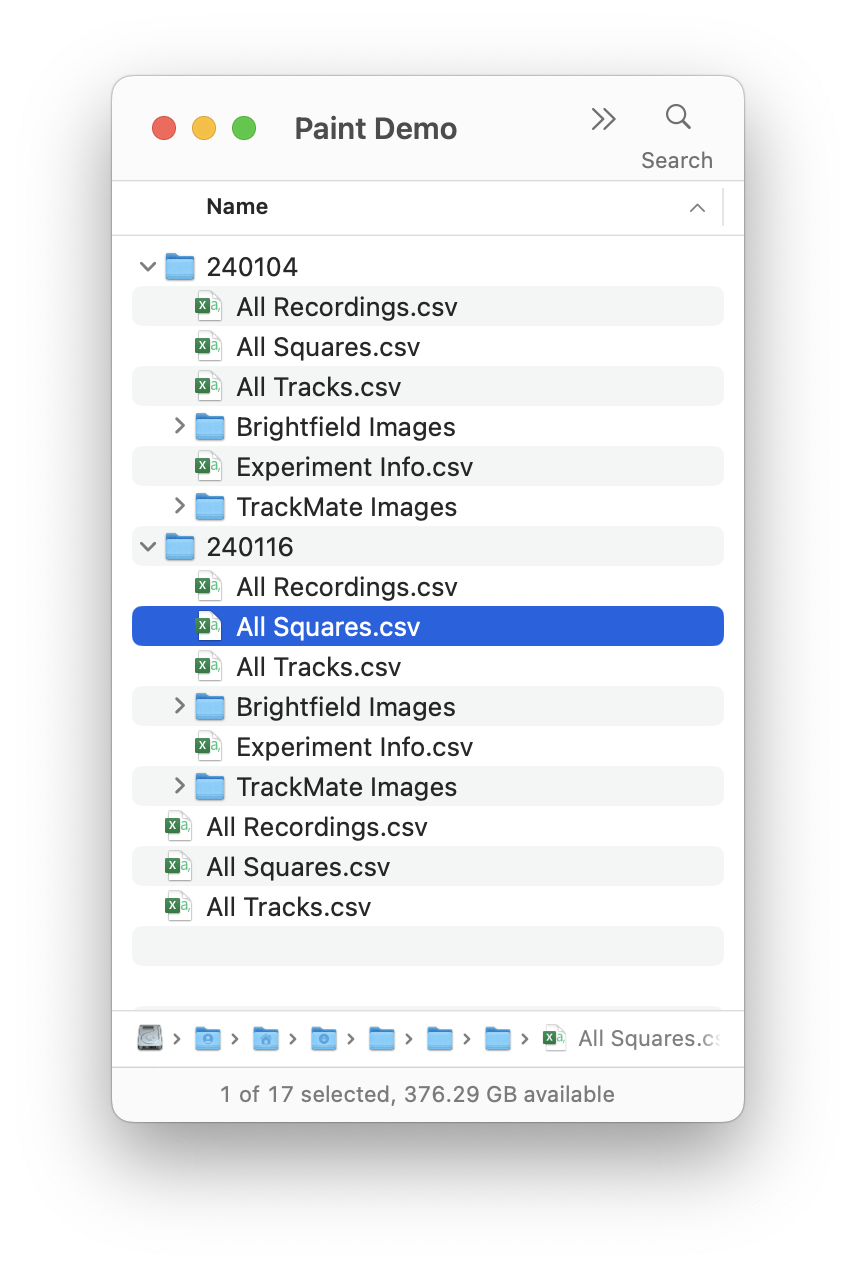 Paint Demo
Search
Name
240104
All Recordings.csv
All Squares.csv
All Tracks.csv
Brightfield Images
Experiment Info.csv
TrackMate Images
240116
All Recordings.csv
All Squares.csv
All Tracks.csv
Brightfield Images
Experiment Info.csv
TrackMate Images
All Recordings.csv
All Squares.csv
All Tracks.csv
All Squares.cs
1 of 17 selected, 376.29 GB available